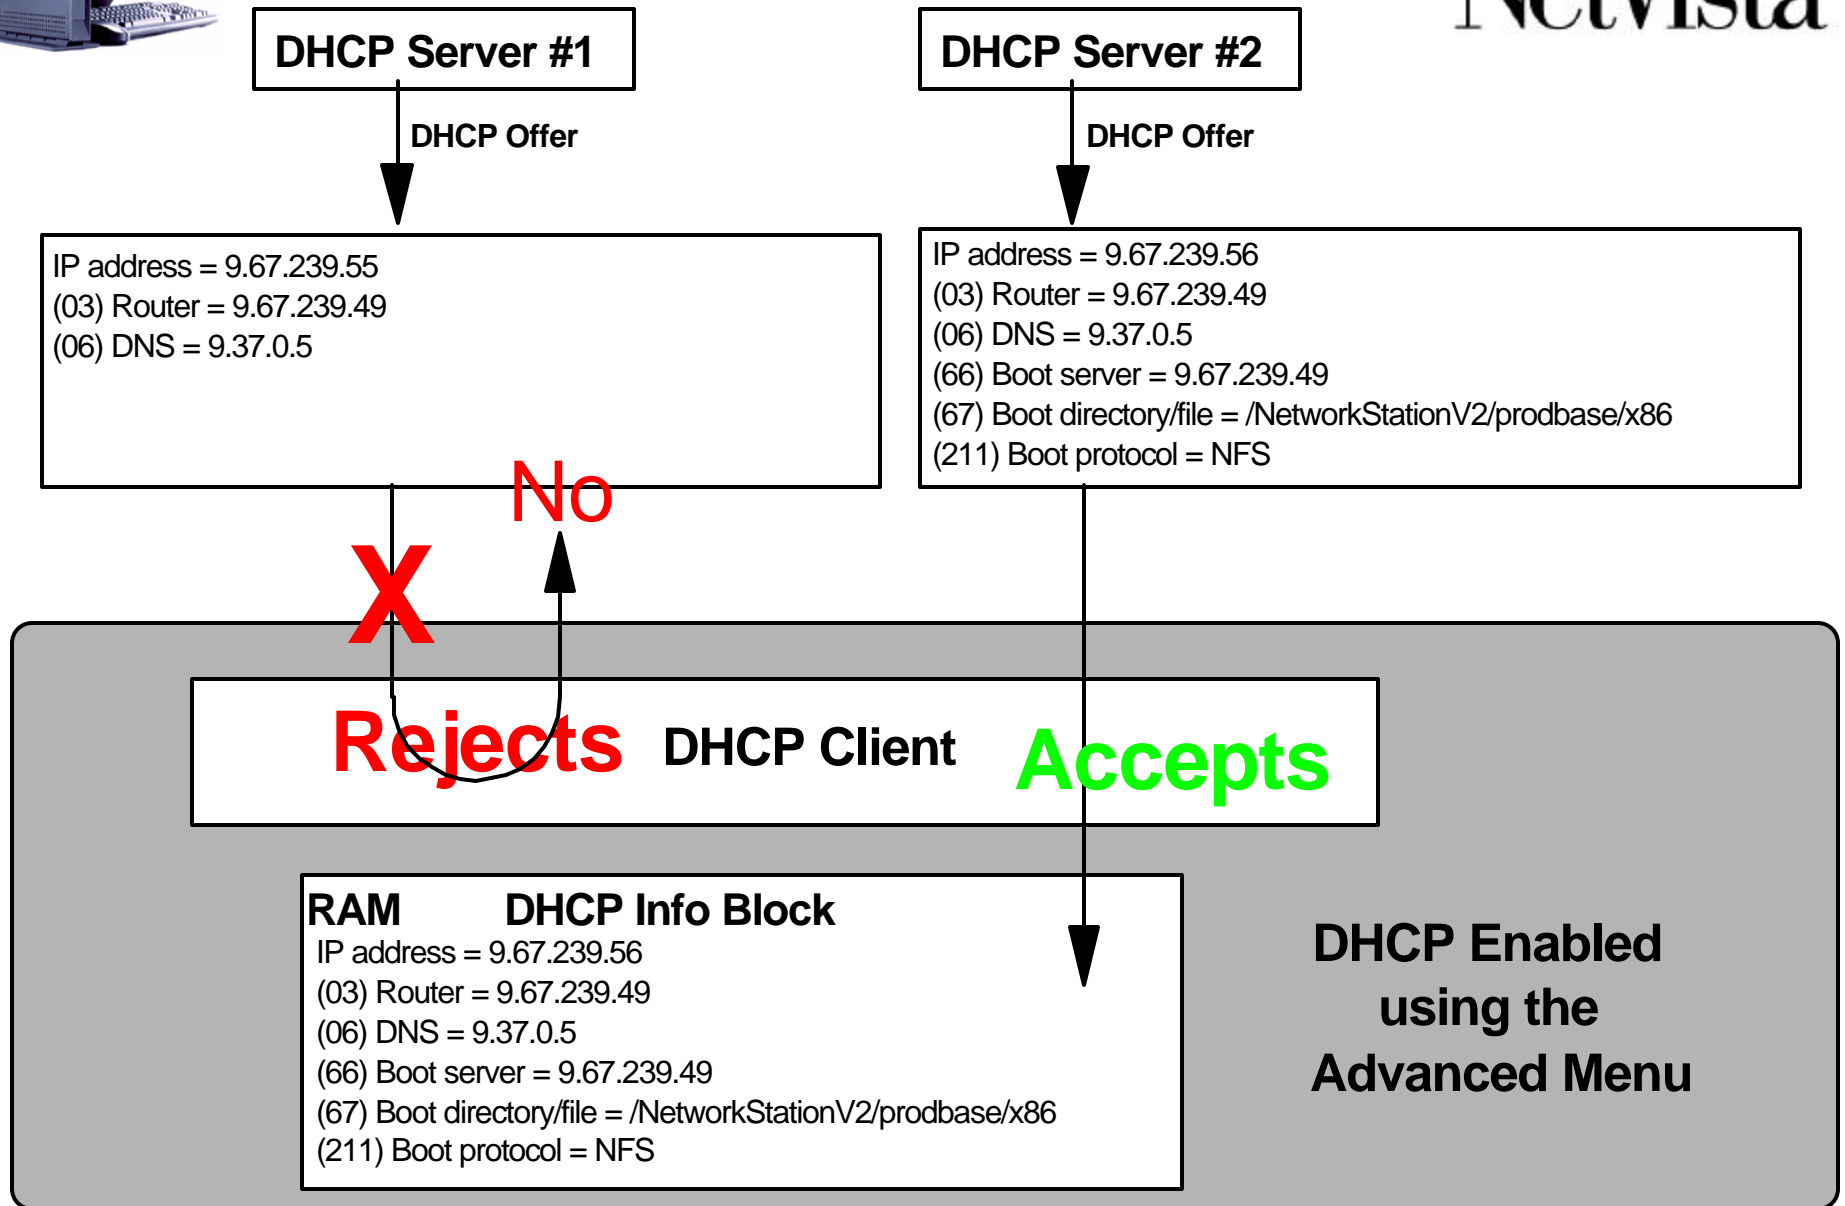 NetVista
DHCP Server #1
DHCP Server #2
DHCP Offer
DHCP Offer
IP address = 9.67.239.55
(03) Router = 9.67.239.49
(06) DNS = 9.37.0.5
IP address = 9.67.239.56
(03) Router = 9.67.239.49
(06) DNS = 9.37.0.5
(66) Boot server = 9.67.239.49
(67) Boot directory/file = /NetworkStationV2/prodbase/x86
(211) Boot protocol = NFS
No
X
Rejects DHCP Client Accepts
RAM DHCP Info Block
IP address = 9.67.239.56
(03) Router = 9.67.239.49
(06) DNS = 9.37.0.5
(66) Boot server = 9.67.239.49
(67) Boot directory/file = /NetworkStationV2/prodbase/x86
(211) Boot protocol = NFS
DHCP Enabled
using the
Advanced Menu